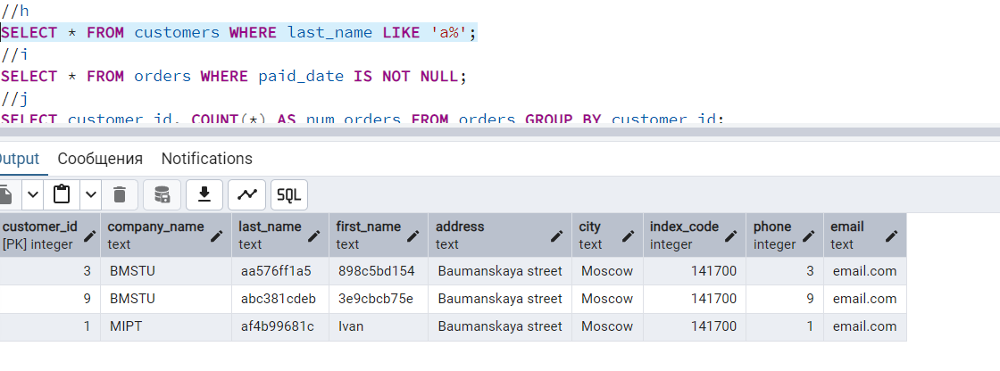 //h
SELECT * FROM customers WHERE last_name LIKE 'a%';
//i
SELECT * FROM orders WHERE paid_date IS NOT NULL;
//j
SELECT customer_id, COUNT(*) AS num_orders FROM orders GROUP BY customer_id;
Output Сообщения Notifications
SQL
customer_id company_name last_name first_name address city index_code phone email
[PK] integer text text text text text integer integer text
3 BMSTU aa576ff1a5 898c5bd154 Baumanskaya street Moscow 141700 3 email.com
9 BMSTU abc381cdeb 3e9cbcb75e Baumanskaya street Moscow 141700 9 email.com
1 MIPT af4b99681c Ivan Baumanskaya street Moscow 141700 1 email.com